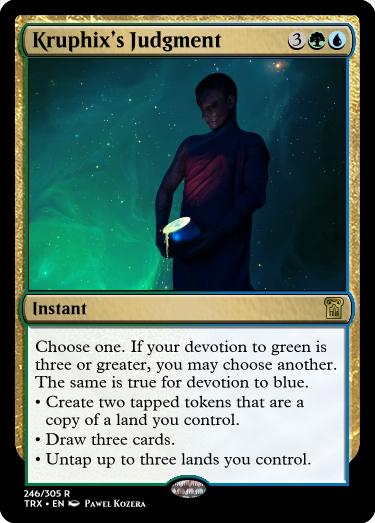 Kruphix's Judgment 3
Instant
Choose one. If your devotion to green is
three or greater, you may choose another.
The same is true for devotion to blue.
• Create two tapped tokens that are a
copy of a land you control.
• Draw three cards.
• Untap up to three lands you control.
246/305 R
TRX • EN Pawel Kozera